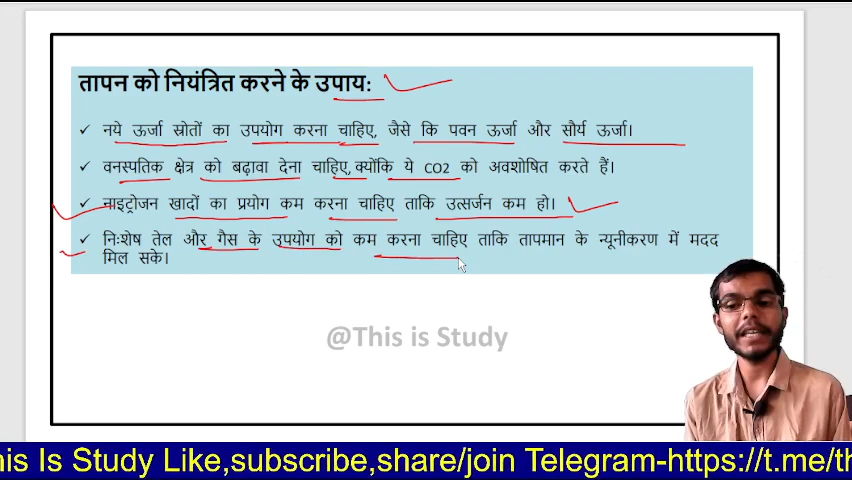 तापन को नियंत्रित करने के उपाय:
✓ नये ऊर्जा स्रोतों का उपयोग करना चाहिए, जैसे कि पवन ऊर्जा और सौर्य ऊर्जा।
✓ वनस्पतिक क्षेत्र को बढ़ावा देना चाहिए, क्योंकि ये CO2 को अवशोषित करते हैं।
✓ नाइट्रोजन खादों का प्रयोग कम करना चाहिए ताकि उत्सर्जन कम हो।
✓ निःशेष तेल और गैस के उपयोग को कम करना चाहिए ताकि तापमान के न्यूनीकरण में मदद
मिल सके।
@This is Study
his Is Study Like,subscribe,share/join Telegram-https://t.me/th